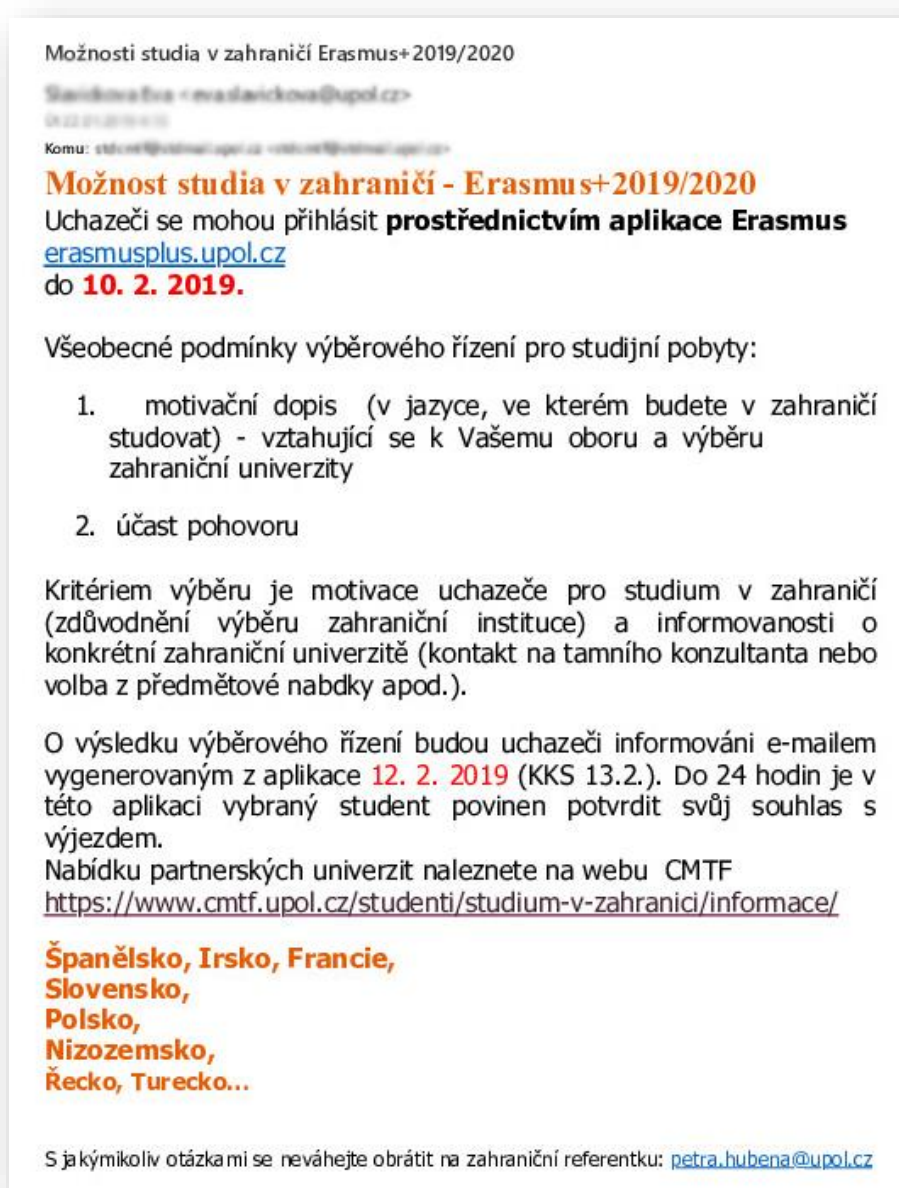 Možnosti studia v zahraničí Erasmus+2019/2020
Komu:
Možnost studia v zahraničí - Erasmus+2019/2020
Uchazeči se mohou přihlásit prostřednictvím aplikace Erasmus
erasmusplus.upol.cz
do 10. 2. 2019.
Všeobecné podmínky výběrového řízení pro studijní pobyty:
1. motivační dopis (v jazyce, ve kterém budete v zahraničí
studovat) - vztahující se k Vašemu oboru a výběru
zahraniční univerzity
2. účast pohovoru
Kritériem výběru je motivace uchazeče pro studium v zahraničí
(zdůvodnění výběru zahraniční instituce) a informovanosti o
konkrétní zahraniční univerzitě (kontakt na tamního konzultanta nebo
volba z předmětové nabdky apod.).
O výsledku výběrového řízení budou uchazeči informováni e-mailem
vygenerovaným z aplikace 12. 2. 2019 (KKS 13.2.). Do 24 hodin je v
této aplikaci vybraný student povinen potvrdit svůj souhlas s
výjezdem.
Nabídku partnerských univerzit naleznete na webu CMTF
https://www.cmtf.upol.cz/studenti/studium-v-zahranici/informace/
Španělsko, Irsko, Francie,
Slovensko,
Polsko,
Nizozemsko,
Řecko, Turecko...
S jakýmikoliv otázkami se neváhejte obrátit na zahraniční referentku: petra.hubena@upol.cz